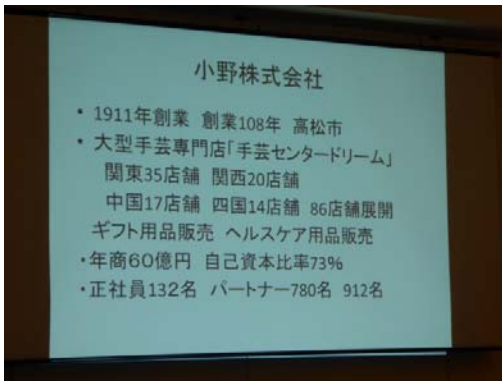 小野株式会社
・1911年創業 創業108年 高松市
・大型手芸専門店「手芸センタードリーム」
関東35店舗 関西20店舗
中国17店舗 四国14店舗 86店舗展開
ギフト用品販売 ヘルスケア用品販売
・年商60億円 自己資本比率73%
・正社員132名 パートナー780名 912名